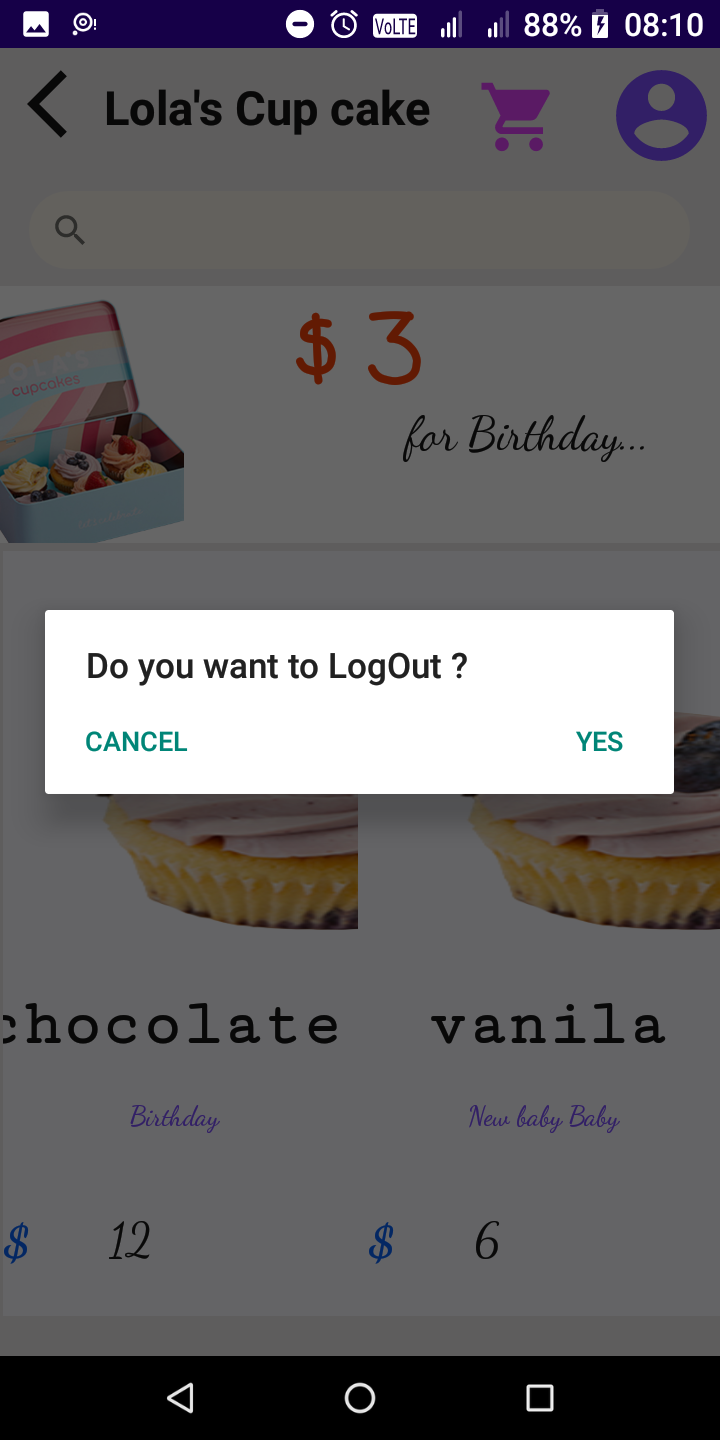 VoLTE 88% 08:10
Lola's Cup cake
$ 3
LOLA'S
cupcakes
for Birthday...
Do you want to LogOut ?
CANCEL YES
chocolate vanila
Birthday New baby Baby
$ 12 $ 6